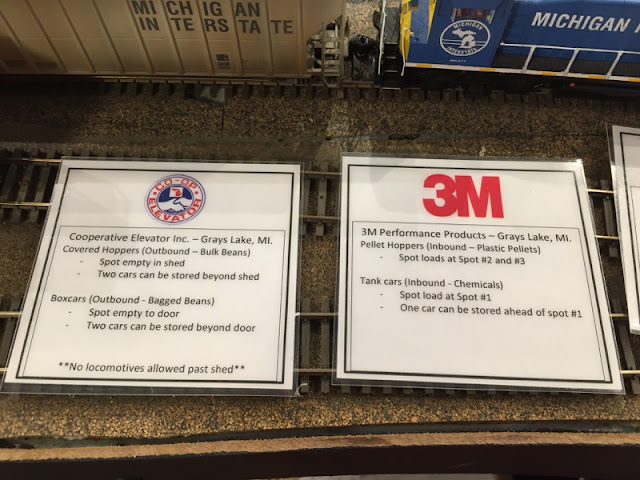 MICHIGAN
INTERSTATE
MICHIGAN
INTERSTATE
MICHIGAN
CO-OP
ELEVATOR
Cooperative Elevator Inc. – Grays Lake, MI.
Covered Hoppers (Outbound – Bulk Beans)
- Spot empty in shed
- Two cars can be stored beyond shed
Boxcars (Outbound - Bagged Beans)
- Spot empty to door
- Two cars can be stored beyond door
**No locomotives allowed past shed**
3M
3M Performance Products – Grays Lake, MI.
Pellet Hoppers (Inbound – Plastic Pellets)
- Spot loads at Spot #2 and #3
Tank cars (Inbound - Chemicals)
- Spot load at Spot #1
- One car can be stored ahead of spot #1